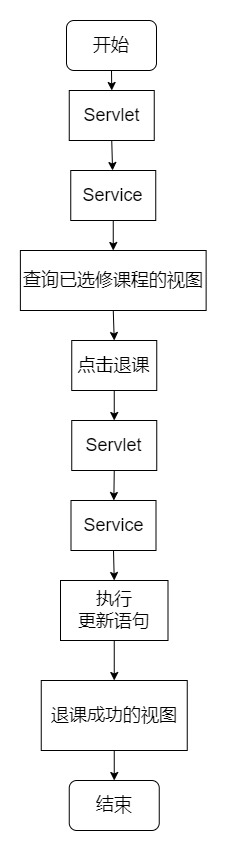 开始
Servlet
Service
查询已选修课程的视图
点击退课
Servlet
Service
执行
更新语句
退课成功的视图
结束